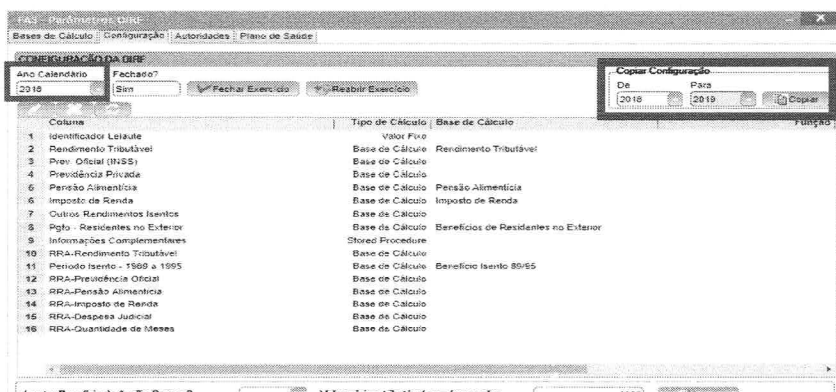 FA3 - Parâmetros DIRF
Bases de Cálculo Configuração Autoridades Plano de Saúde
CONFIGURAÇÃO DA DIRF
Ano Calendário Fechado?
2018 Sim Fechar Exercício Reabrir Exercício
Copiar Configuração
De Para
2018 2019 Copiar
Coluna Tipo de Cálculo Base de Cálculo Função
1 Identificador Leiaute Valor Fixo
2 Rendimento Tributável Base de Cálculo Rendimento Tributável
3 Prev. Oficial (INSS) Base de Cálculo
4 Previdência Privada Base de Cálculo
5 Pensão Alimentícia Base de Cálculo Pensão Alimentícia
6 Imposto de Renda Base de Cálculo Imposto de Renda
7 Outros Rendimentos Isentos Base de Cálculo
8 Pgto - Residentes no Exterior Base de Cálculo Benefícios de Residentes no Exterior
9 Informações Complementares Stored Procedure
10 RRA-Rendimento Tributável Base de Cálculo
11 Período Isento - 1989 a 1995 Base de Cálculo Benefício Isento 89/95
12 RRA-Previdência Oficial Base de Cálculo
13 RRA-Pensão Alimentícia Base de Cálculo
14 RRA-Imposto de Renda Base de Cálculo
15 RRA-Despesa Judicial Base de Cálculo
16 RRA-Quantidade de Meses Base de Cálculo